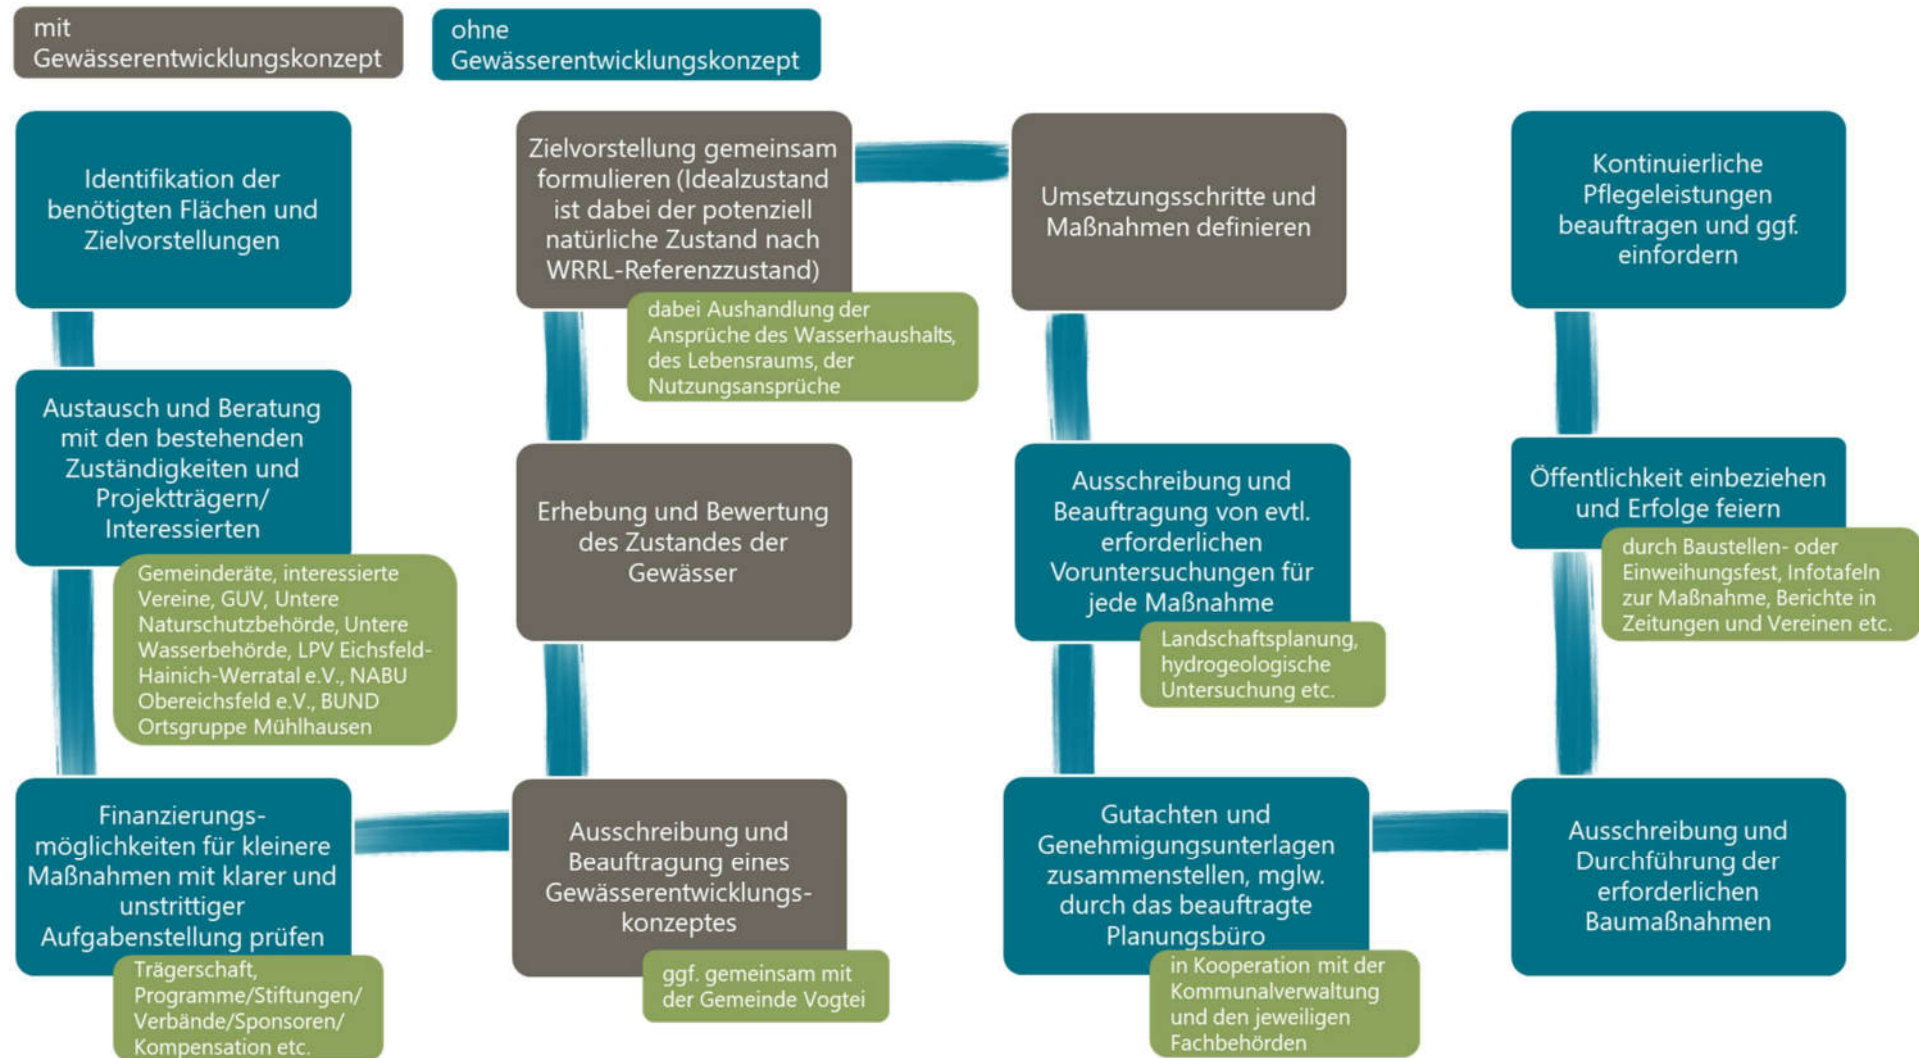 mit
Gewässerentwicklungskonzept
ohne
Gewässerentwicklungskonzept
Identifikation der
benötigten Flächen und
Zielvorstellungen
Austausch und Beratung
mit den bestehenden
Zuständigkeiten und
Projektträgern/
Interessierten
Gemeinderäte, interessierte
Vereine, GUV, Untere
Naturschutzbehörde, Untere
Wasserbehörde, LPV Eichsfeld-
Hainich-Werratal e.V., NABU
Obereichsfeld e.V., BUND
Ortsgruppe Mühlhausen
Finanzierungs-
möglichkeiten für kleinere
Maßnahmen mit klarer und
unstrittiger
Aufgabenstellung prüfen
Trägerschaft,
Programme/Stiftungen/
Verbände/Sponsoren/
Kompensation etc.
Ausschreibung und
Beauftragung eines
Gewässerentwicklungs-
konzeptes
ggf. gemeinsam mit
der Gemeinde Vogtei
Erhebung und Bewertung
des Zustandes der
Gewässer
Zielvorstellung gemeinsam
formulieren (Idealzustand
ist dabei der potenziell
natürliche Zustand nach
WRRL-Referenzzustand)
dabei Aushandlung der
Ansprüche des Wasserhaushalts,
des Lebensraums, der
Nutzungsansprüche
Umsetzungsschritte und
Maßnahmen definieren
Ausschreibung und
Beauftragung von evtl.
erforderlichen
Voruntersuchungen für
jede Maßnahme
Landschaftsplanung,
hydrogeologische
Untersuchung etc.
Gutachten und
Genehmigungsunterlagen
zusammenstellen, mglw.
durch das beauftragte
Planungsbüro
in Kooperation mit der
Kommunalverwaltung
und den jeweiligen
Fachbehörden
Ausschreibung und
Durchführung der
erforderlichen
Baumaßnahmen
Öffentlichkeit einbeziehen
und Erfolge feiern
durch Baustellen- oder
Einweihungsfest, Infotafeln
zur Maßnahme, Berichte in
Zeitungen und Vereinen etc.
Kontinuierliche
Pflegeleistungen
beauftragen und ggf.
einfordern